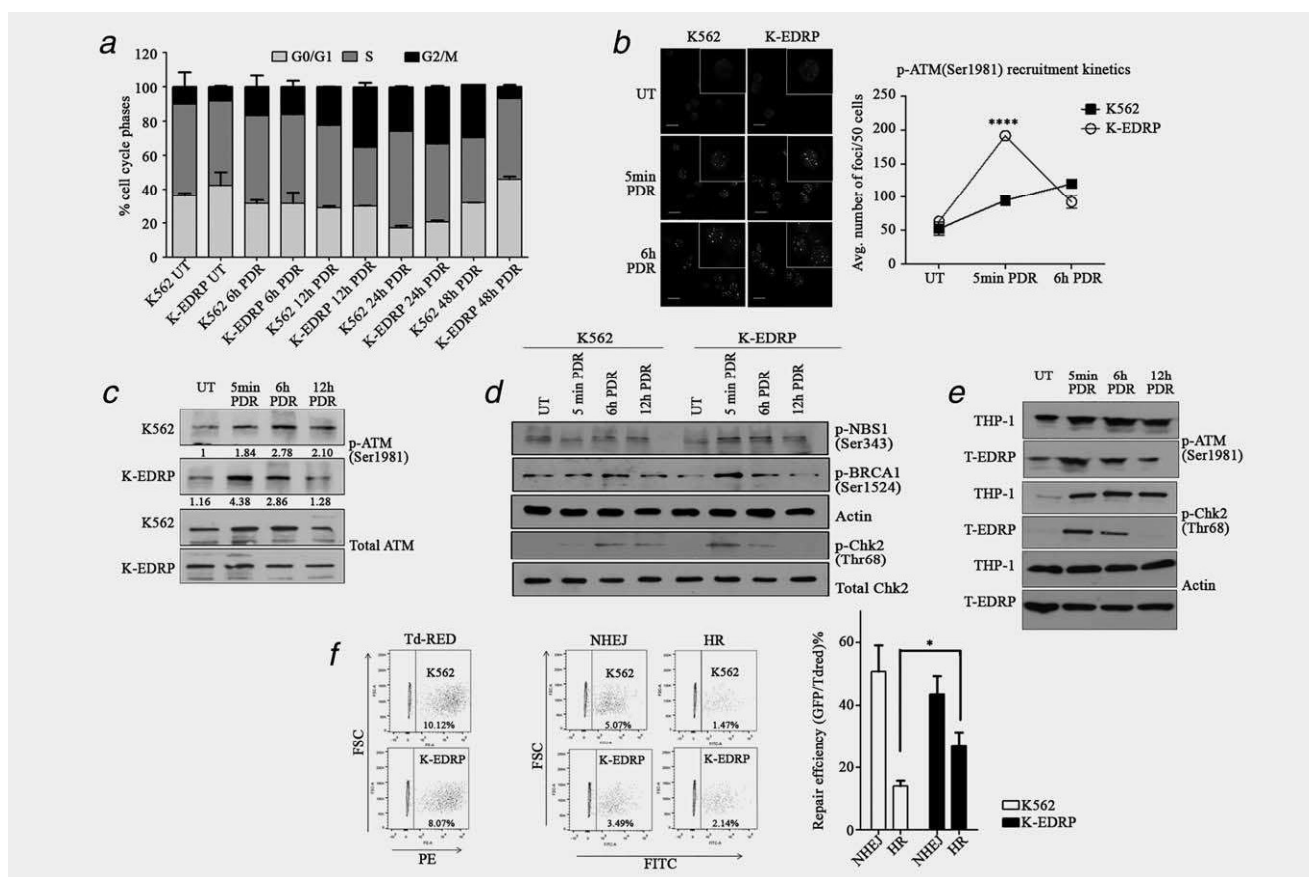 a
G0/G1 S G2/M
% cell cycle phases
120
100
80
60
40
20
0
K562 UT
K-EDRP UT
K562 6h PDR
K-EDRP 6h PDR
K562 12h PDR
K-EDRP 12h PDR
K562 24h PDR
K-EDRP 24h PDR
K562 48h PDR
K-EDRP 48h PDR
b
K562 K-EDRP
UT
5min
PDR
6h
PDR
p-ATM(Ser1981) recruitment kinetics
Avg. number of foci/50 cells
250
200
150
100
50
0
****
K562
K-EDRP
UT 5min PDR 6h PDR
c
UT 5min PDR 6h PDR 12h PDR
K562
1 1.84 2.78 2.10
p-ATM
(Ser1981)
K-EDRP
1.16 4.38 2.86 1.28
K562
Total ATM
K-EDRP
d
K562 K-EDRP
UT 5 min PDR 6h PDR 12h PDR UT 5 min PDR 6h PDR 12h PDR
p-NBS1
(Ser343)
p-BRCA1
(Ser1524)
Actin
p-Chk2
(Thr68)
Total Chk2
e
UT 5min PDR 6h PDR 12h PDR
THP-1
p-ATM
(Ser1981)
T-EDRP
THP-1
p-Chk2
(Thr68)
T-EDRP
THP-1
Actin
T-EDRP
f
Td-RED
K562
10.12%
K-EDRP
8.07%
FSC
PE
NHEJ HR
K562 K562
5.07% 1.47%
K-EDRP K-EDRP
3.49% 2.14%
FSC
FITC
Repair effciency (GFP/Tdred)%
60
40
20
0
*
NHEJ
HR
NHEJ
HR
K562
K-EDRP